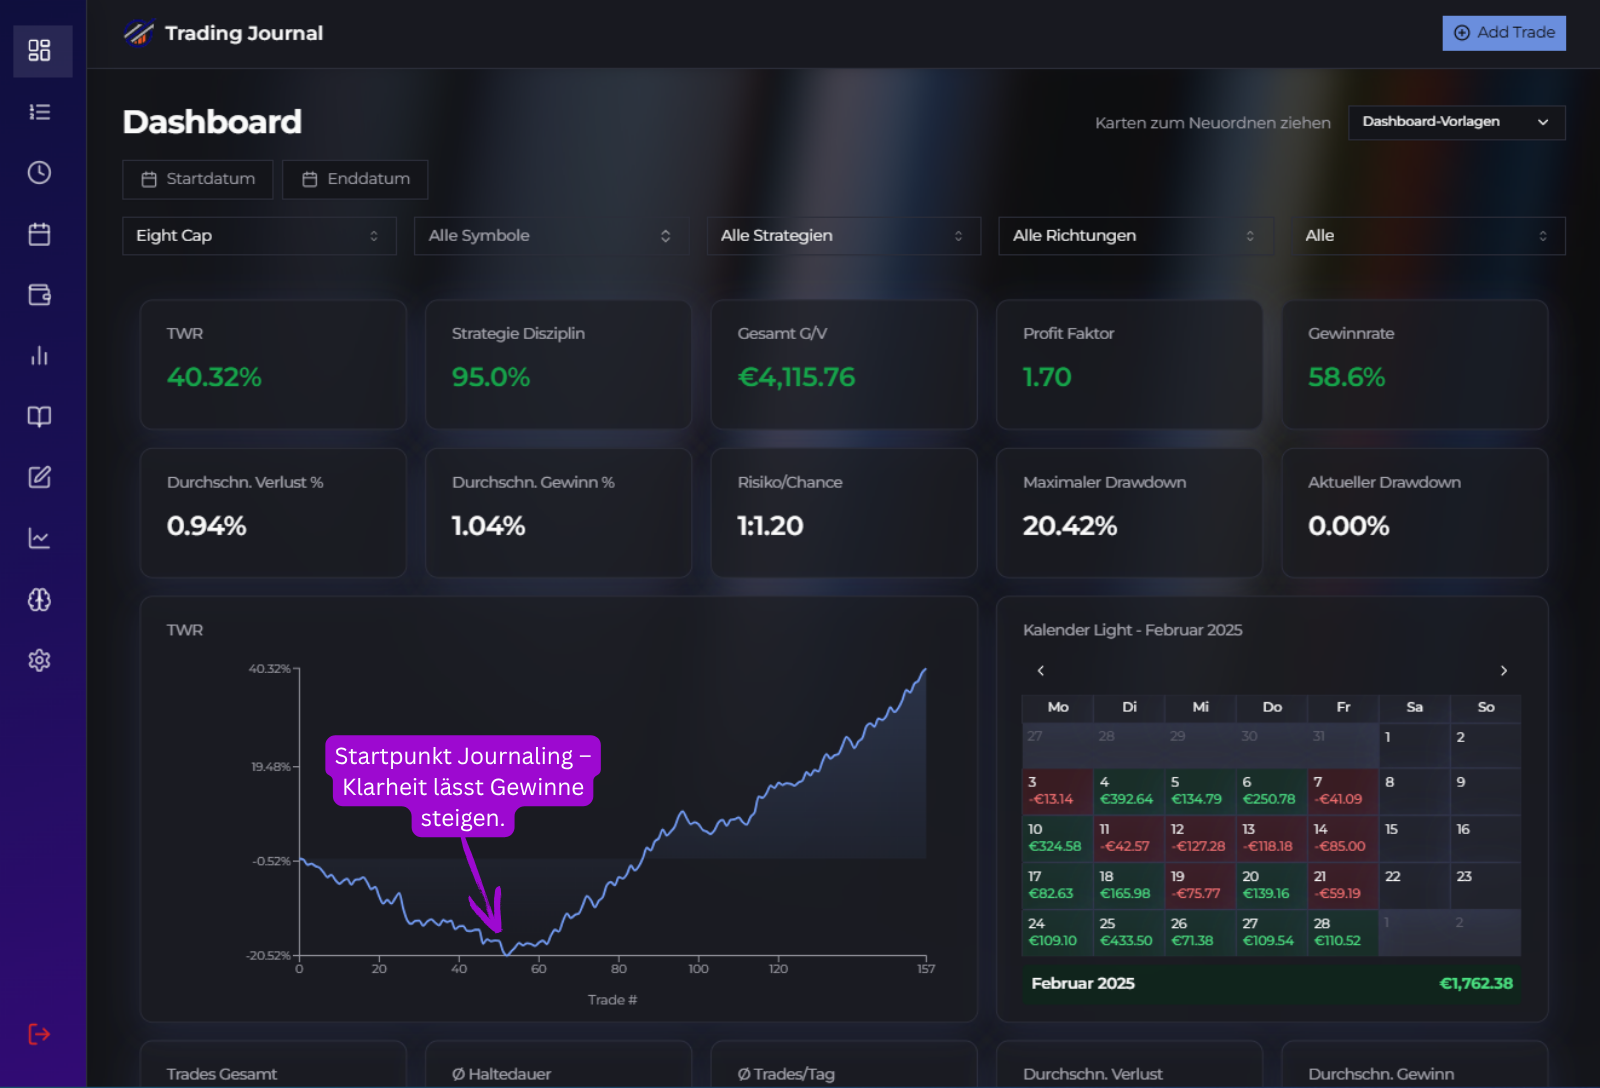 Trading Journal
Add Trade
Dashboard
Karten zum Neuordnen ziehen
Dashboard-Vorlagen
Startdatum
Enddatum
Eight Cap
Alle Symbole
Alle Strategien
Alle Richtungen
Alle
TWR
40.32%
Strategie Disziplin
95.0%
Gesamt G/V
€4,115.76
Profit Faktor
1.70
Gewinnrate
58.6%
Durchschn. Verlust %
0.94%
Durchschn. Gewinn %
1.04%
Risiko/Chance
1:1.20
Maximaler Drawdown
20.42%
Aktueller Drawdown
0.00%
TWR
40.32%
19.48%
-0.52%
-20.52%
Startpunkt Journaling –
Klarheit lässt Gewinne
steigen.
0 20 40 60 80 100 120 157
Trade #
Kalender Light - Februar 2025
Mo Di Mi Do Fr Sa So
27 28 29 30 31 1 2
3 4 5 6 7 8 9
-€13.14 €392.64 €134.79 €250.78 -€41.09
10 11 12 13 14 15 16
€324.58 -€42.57 -€127.28 -€118.18 -€85.00
17 18 19 20 21 22 23
€82.63 €165.98 -€75.77 €139.16 -€59.19
24 25 26 27 28 1 2
€109.10 €433.50 €71.38 €109.54 €110.52
Februar 2025 €1,762.38
Trades Gesamt
Ø Haltedauer
Ø Trades/Tag
Durchschn. Verlust
Durchschn. Gewinn